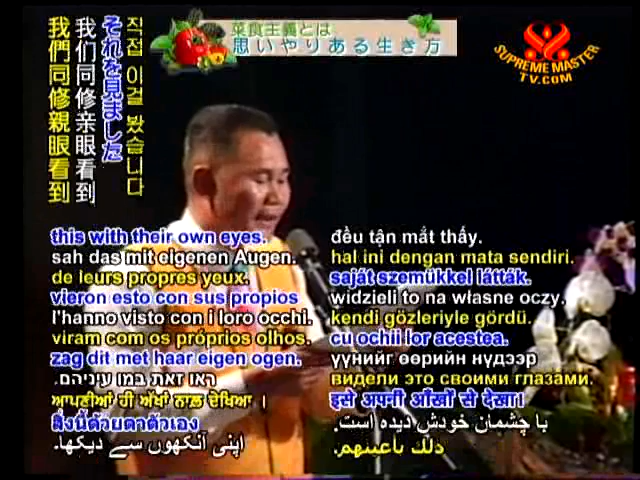 我們同修親眼看到
我们同修亲眼看到
それを見ました
직접 이걸 봤습니다
菜食主義とは
思いやりある生き方
SUPREME MASTER
TV.COM
this with their own eyes.
sah das mit eigenen Augen.
de leurs propres yeux.
vieron esto con sus propios
l'hanno visto con i loro occhi.
viram com os próprios olhos.
zag dit met haar eigen ogen.
ראו זאת במו עיניהם.
ਆਪਣੀਆਂ ਹੀ ਅੱਖਾਂ ਨਾਲ ਦੇਖਿਆ ।
สิ่งนี้ด้วยตาตัวเอง
اپنی آنکھوں سے دیکھا۔
đều tận mắt thấy.
hal ini dengan mata sendiri.
saját szemükkel látták.
widzieli to na własne oczy.
kendi gözleriyle gördü.
cu ochii lor acestea.
үүнийг өөрийн нүдээр
видели это своими глазами.
इसे अपनी आँखों से देखा।
با چشمان خودش دیده است.
ذلك بأعينهم.